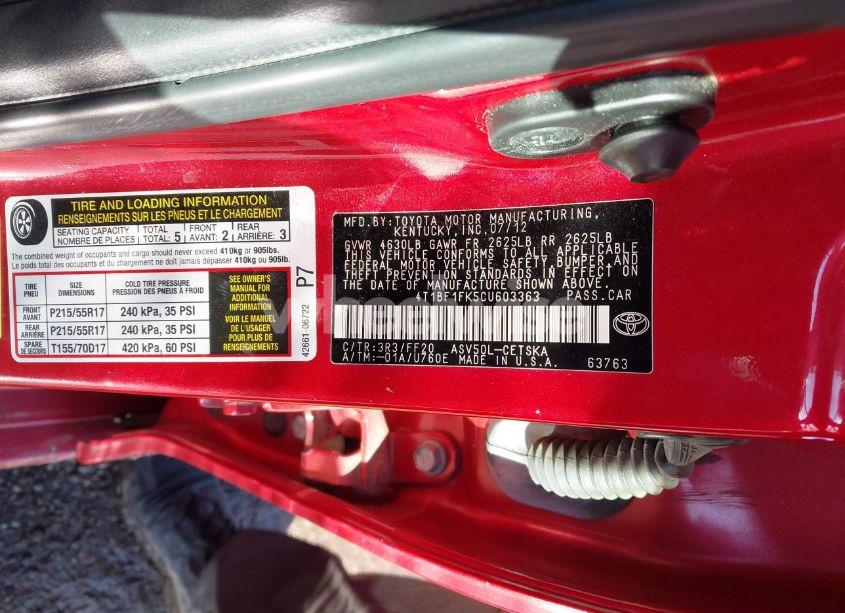 TIRE AND LOADING INFORMATION
RENSEIGNEMENTS SUR LES PNEUS ET LE CHARGEMENT
SEATING CAPACITY TOTAL 5 FRONT 2 REAR 3
NOMBRE DE PLACES TOTAL AVANT: ARRIÈRE:
The combined weight of occupants and cargo should never exceed 410kg or 905lbs.
Le poids total des occupants et du chargement ne doit jamais dépasser 410kg ou 905lb.
TIRE PNEU SIZE DIMENSIONS COLD TIRE PRESSURE PRESSION DES PNEUS À FROID
FRONT AVANT P215/55R17 240 kPa, 35 PSI
REAR ARRIÈRE P215/55R17 240 kPa, 35 PSI
SPARE DE SECOURS T155/70D17 420 kPa, 60 PSI
SEE OWNER'S
MANUAL FOR
ADDITIONAL
INFORMATION
VOIR LE MANUEL
DE L'USAGER
POUR PLUS DE
RENSEIGNEMENTS
P7
42661-06722
MFD.BY: TOYOTA MOTOR MANUFACTURING,
KENTUCKY, INC. 07/12
GVWR 4630LB GAWR FR 2625LB RR 2625LB
THIS VEHICLE CONFORMS TO ALL APPLICABLE
FEDERAL MOTOR VEHICLE SAFETY, BUMPER AND
THEFT PREVENTION STANDARDS IN EFFECT ON
THE DATE OF MANUFACTURE SHOWN ABOVE.
4T1BF1FK5CU603363 PASS.CAR
C/TR:3R3/FF20 ASV50L-CETSKA
A/TM:-01A/U760E MADE IN U.S.A. 63763